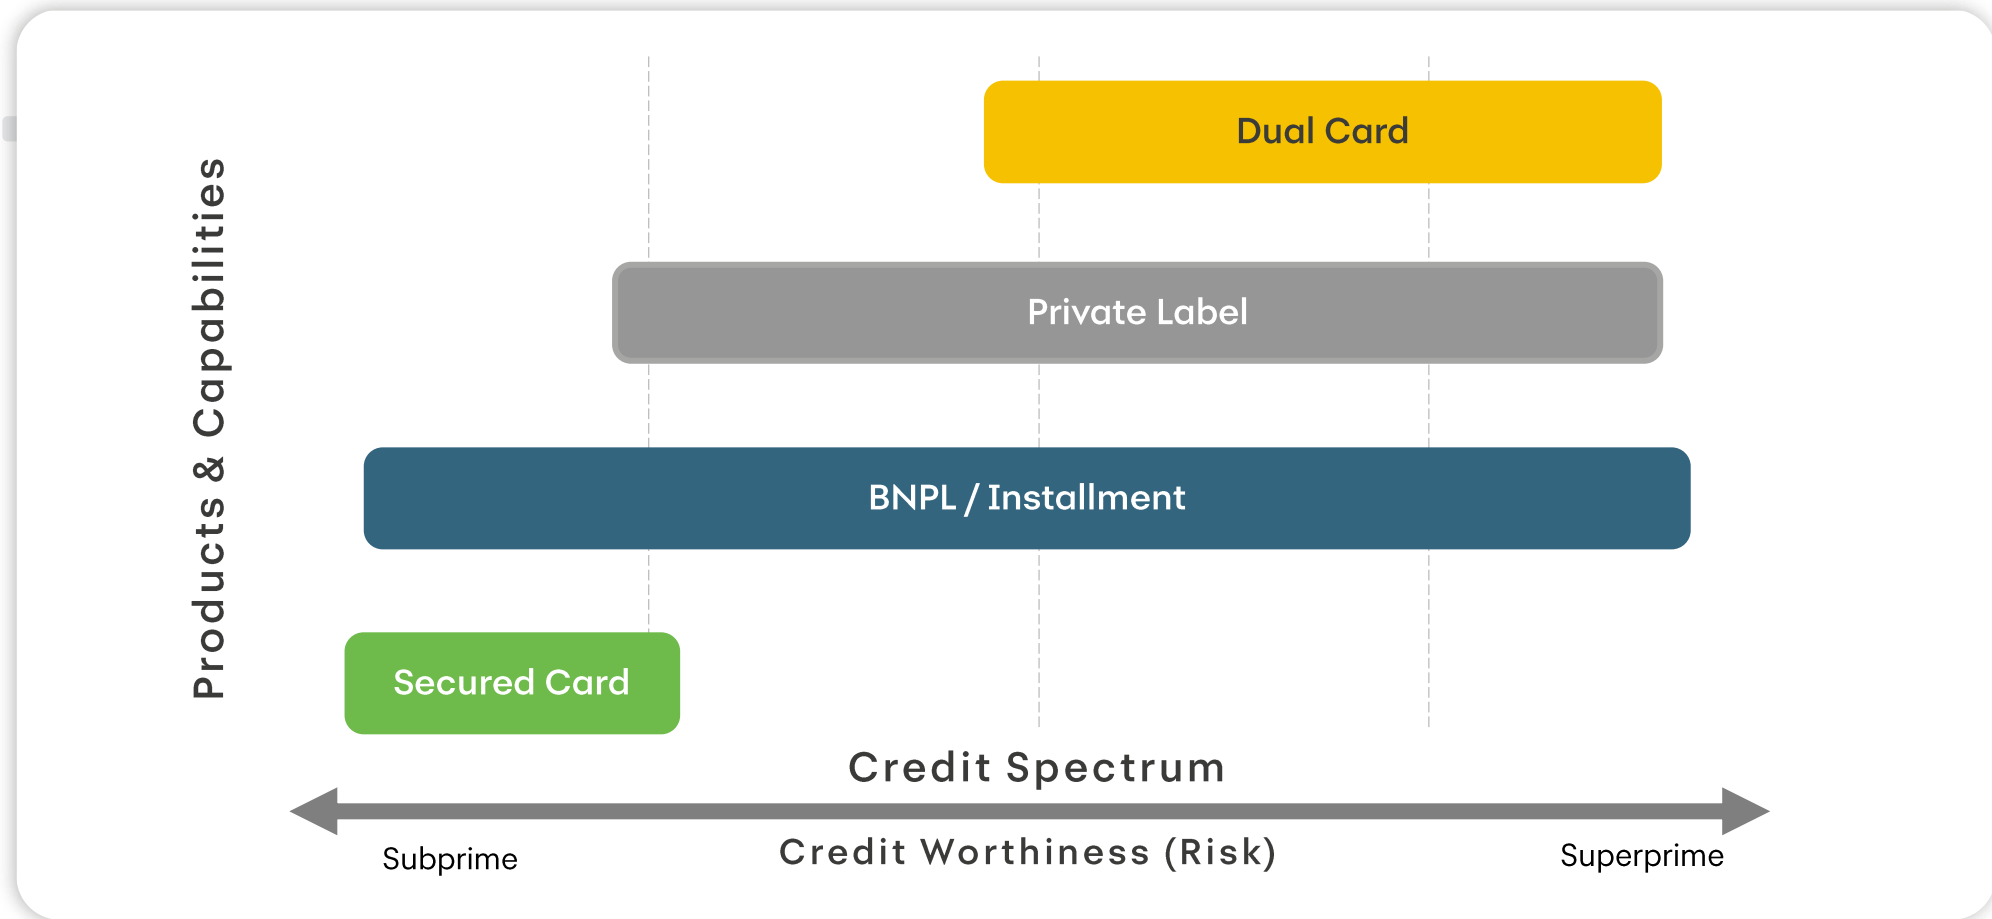 Products & Capabilities
Dual Card
Private Label
BNPL / Installment
Secured Card
Credit Spectrum
Credit Worthiness (Risk)
Subprime
Superprime